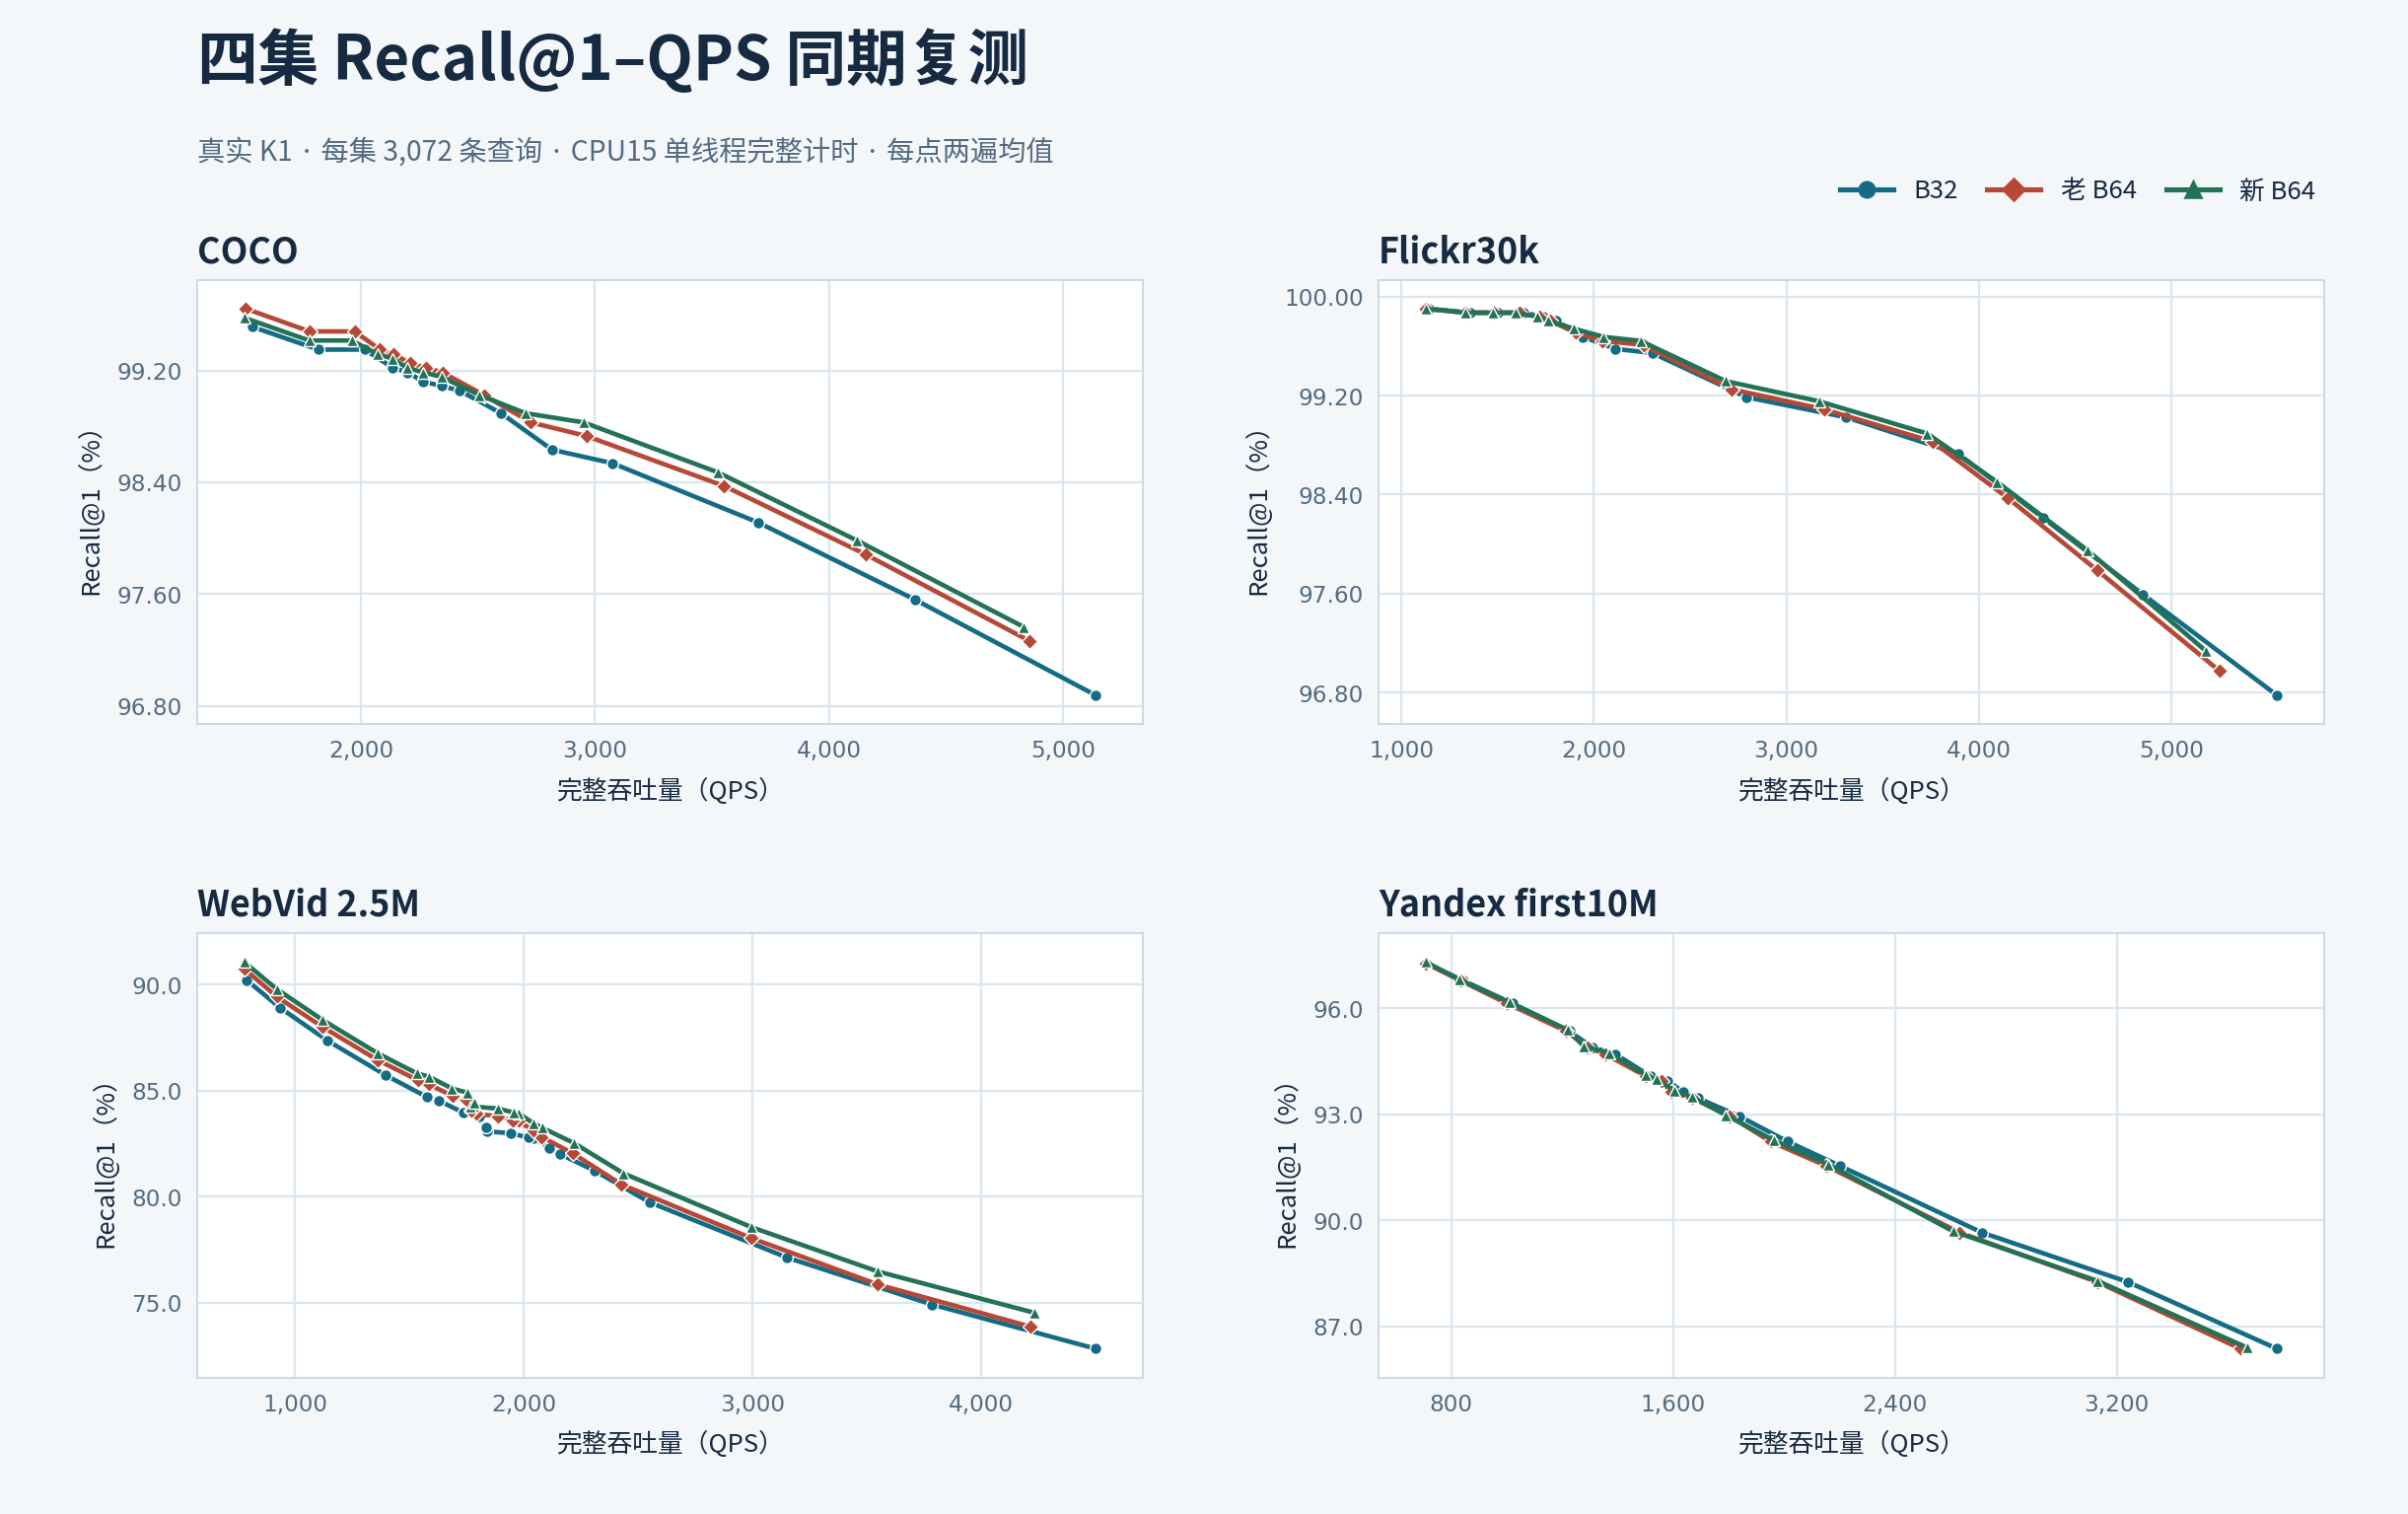 四集 Recall@1–QPS 同期复测
真实 K1 · 每集 3,072 条查询 · CPU15 单线程完整计时 · 每点两遍均值
B32 老 B64 新 B64
COCO
Recall@1（%）
99.20
98.40
97.60
96.80
2,000 3,000 4,000 5,000
完整吞吐量（QPS）
Flickr30k
Recall@1（%）
100.00
99.20
98.40
97.60
96.80
1,000 2,000 3,000 4,000 5,000
完整吞吐量（QPS）
WebVid 2.5M
Recall@1（%）
90.0
85.0
80.0
75.0
1,000 2,000 3,000 4,000
完整吞吐量（QPS）
Yandex first10M
Recall@1（%）
96.0
93.0
90.0
87.0
800 1,600 2,400 3,200
完整吞吐量（QPS）